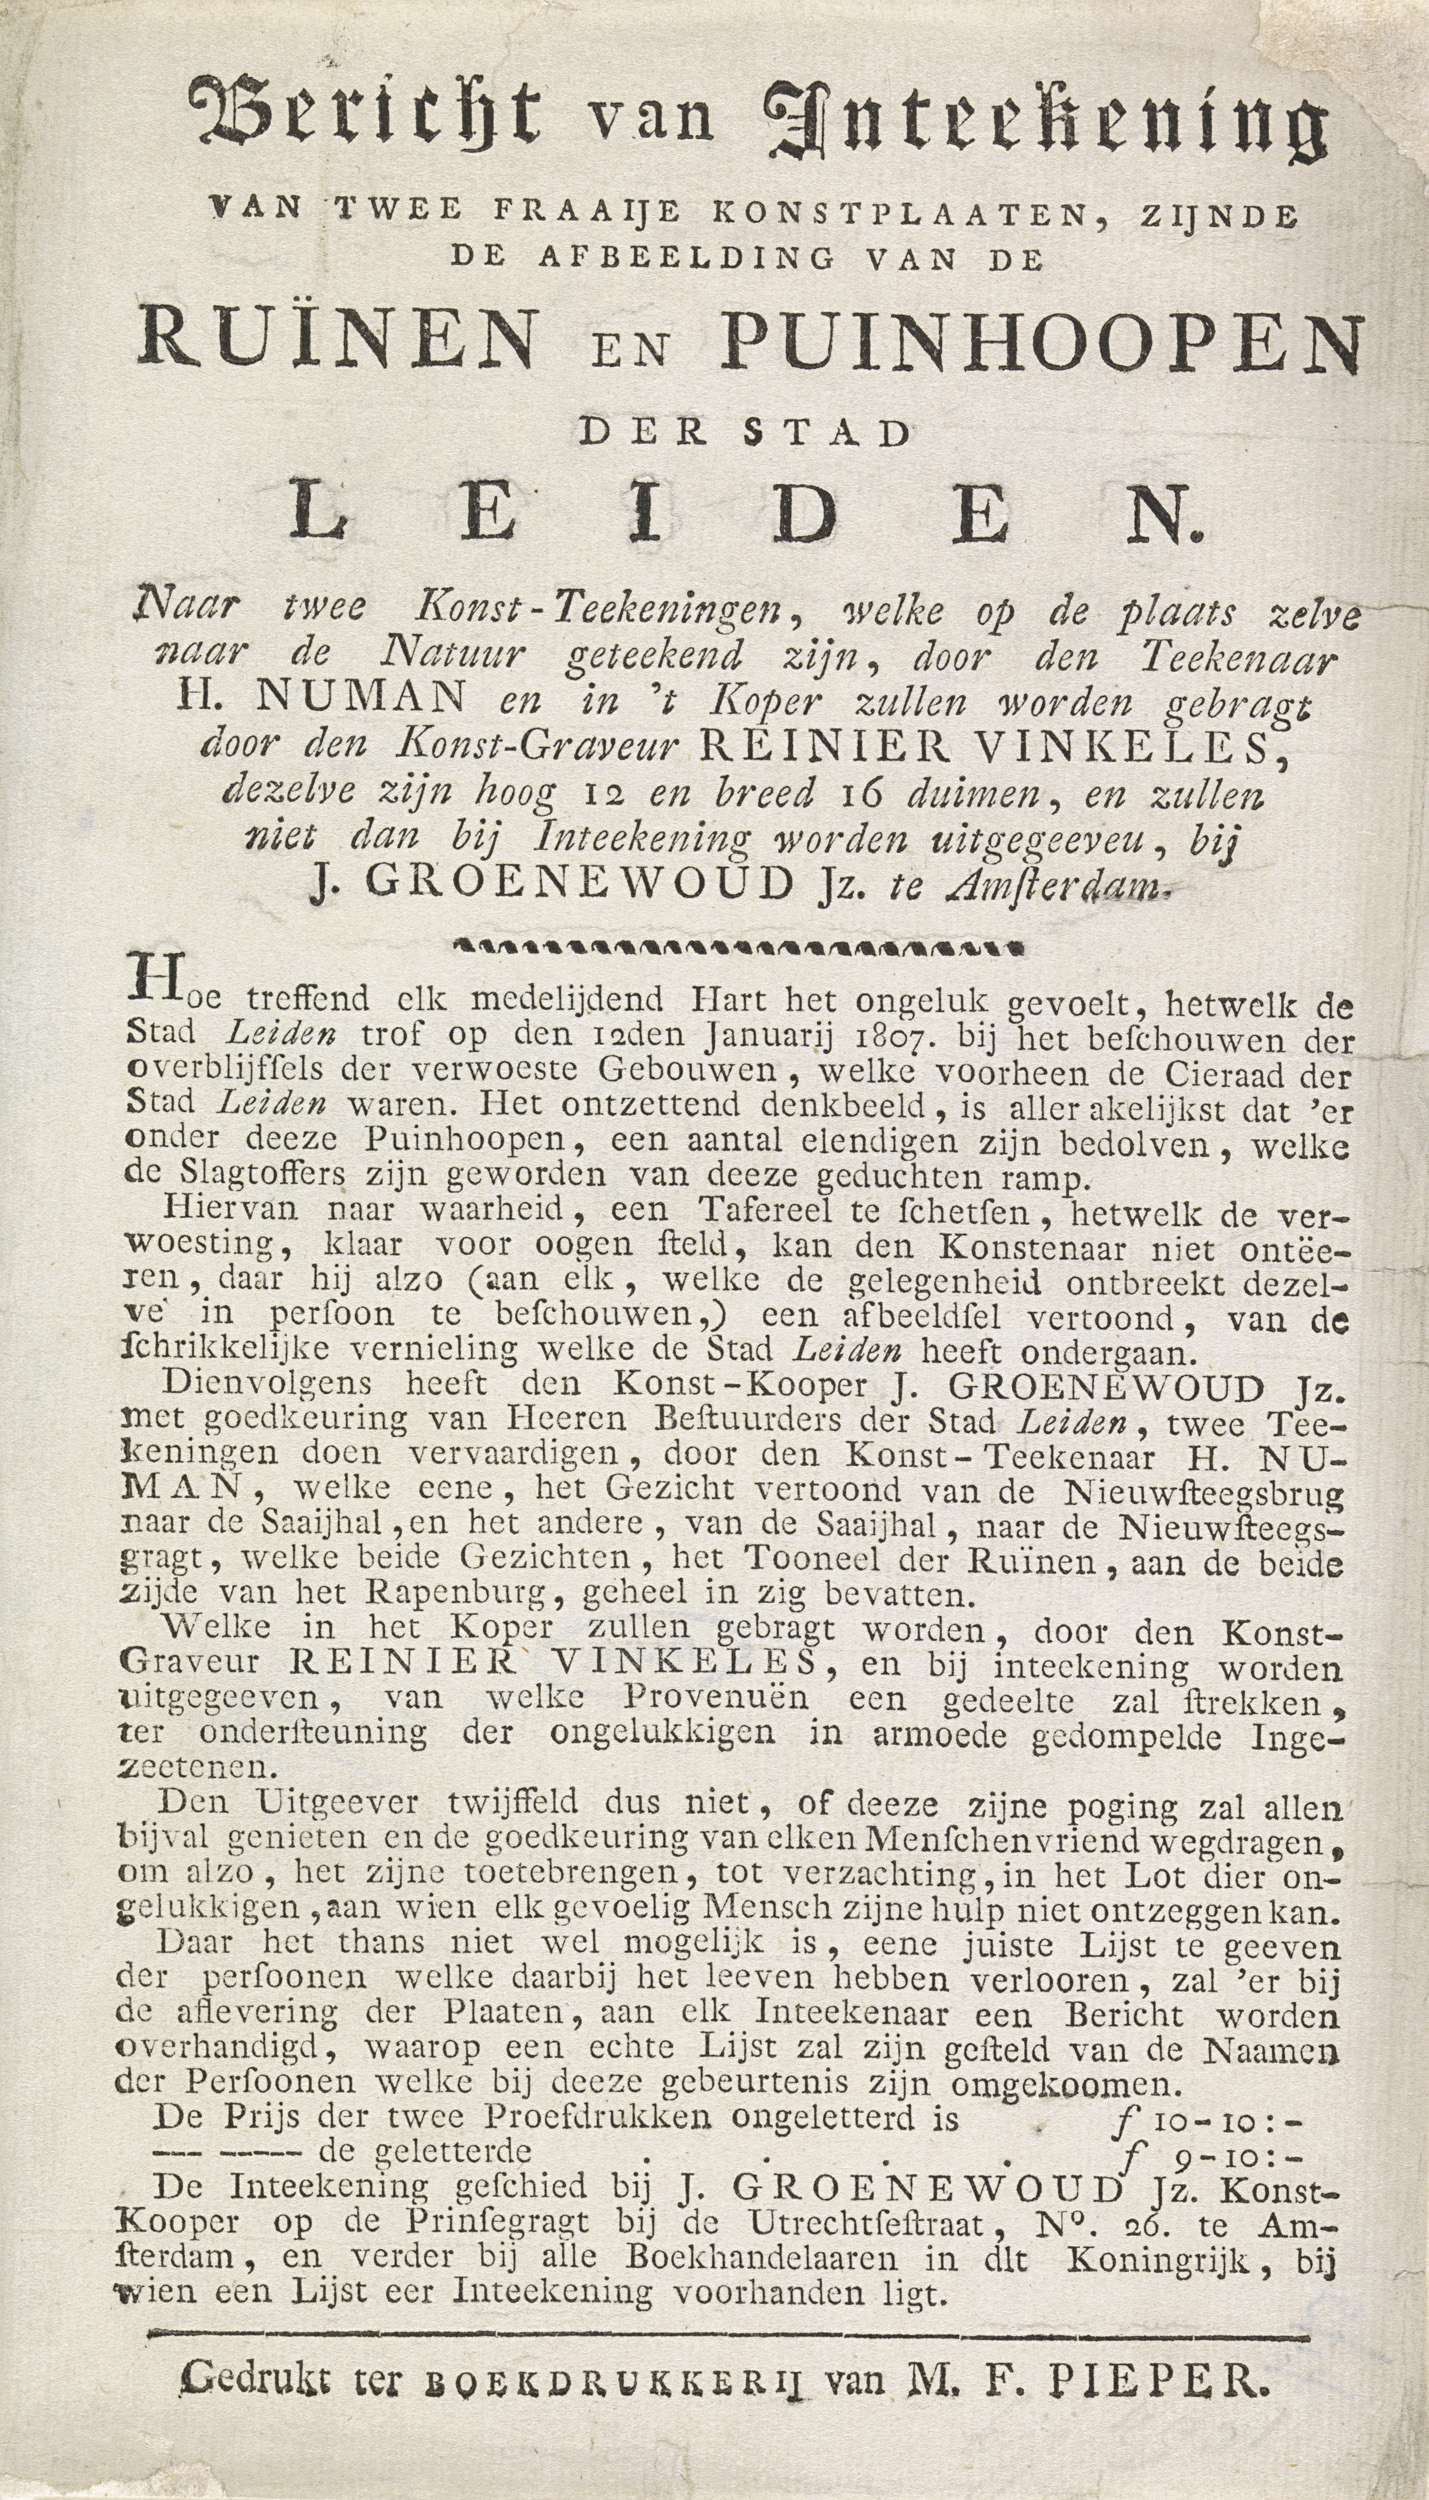 Bericht van Inteekening
VAN TWEE FRAAIJE KONSTPLAATEN, ZIJNDE
DE AFBEELDING VAN DE
RUÏNEN EN PUINHOOPEN
DER STAD
LEIDEN.
Naar twee Konst-Teekeningen, welke op de plaats zelve
naar de Natuur geteekend zijn, door den Teekenaar
H. NUMAN en in 't Koper zullen worden gebragt
door den Konst-Graveur REINIER VINKELES,
dezelve zijn hoog 12 en breed 16 duimen, en zullen
niet dan bij Inteekening worden uitgegeeveu, bij
J. GROENEWOUD Jz. te Amſterdam.
Hoe treffend elk medelijdend Hart het ongeluk gevoelt, hetwelk de
Stad Leiden trof op den 12den Januarij 1807. bij het beſchouwen der
overblijfſels der verwoeste Gebouwen, welke voorheen de Cieraad der
Stad Leiden waren. Het ontzettend denkbeeld, is aller akelijkst dat 'er
onder deeze Puinhoopen, een aantal elendigen zijn bedolven, welke
de Slagtoffers zijn geworden van deeze geduchten ramp.
Hiervan naar waarheid, een Tafereel te ſchetſen, hetwelk de ver-
woesting, klaar voor oogen ſteld, kan den Konstenaar niet ontëe-
ren, daar hij alzo (aan elk, welke de gelegenheid ontbreekt dezel-
ve in perſoon te beſchouwen,) een afbeeldſel vertoond, van de
ſchrikkelijke vernieling welke de Stad Leiden heeft ondergaan.
Dienvolgens heeft den Konst-Kooper J. GROENEWOUD Jz.
met goedkeuring van Heeren Beſtuurders der Stad Leiden, twee Tee-
keningen doen vervaardigen, door den Konst-Teekenaar H. NU-
MAN, welke eene, het Gezicht vertoond van de Nieuwſteegsbrug
naar de Saaijhal, en het andere, van de Saaijhal, naar de Nieuwſteegs-
gragt, welke beide Gezichten, het Tooneel der Ruïnen, aan de beide
zijde van het Rapenburg, geheel in zig bevatten.
Welke in het Koper zullen gebragt worden, door den Konst-
Graveur REINIER VINKELES, en bij inteekening worden
uitgegeeven, van welke Provenuën een gedeelte zal ſtrekken,
ter onderſteuning der ongelukkigen in armoede gedompelde Inge-
zeetenen.
Den Uitgeever twijffeld dus niet, of deeze zijne poging zal allen
bijval genieten en de goedkeuring van elken Menſchenvriend wegdragen,
om alzo, het zijne toetebrengen, tot verzachting, in het Lot dier on-
gelukkigen, aan wien elk gevoelig Mensch zijne hulp niet ontzeggen kan.
Daar het thans niet wel mogelijk is, eene juiste Lijst te geeven
der perſoonen welke daarbij het leeven hebben verlooren, zal 'er bij
de aflevering der Plaaten, aan elk Inteekenaar een Bericht worden
overhandigd, waarop een echte Lijst zal zijn geſteld van de Naamen
der Perſoonen welke bij deeze gebeurtenis zijn omgekoomen.
De Prijs der twee Proefdrukken ongeletterd is . ƒ 10-10:-
--- ----- de geletterde . . . . ƒ 9-10:-
De Inteekening geſchied bij J. GROENEWOUD Jz. Konst-
Kooper op de Prinſegragt bij de Utrechtſeſtraat, Nº. 26. te Am-
ſterdam, en verder bij alle Boekhandelaaren in dlt Koningrijk, bij
wien een Lijst eer Inteekening voorhanden ligt.
Gedrukt ter BOEKDRUKKERIJ van M. F. PIEPER.